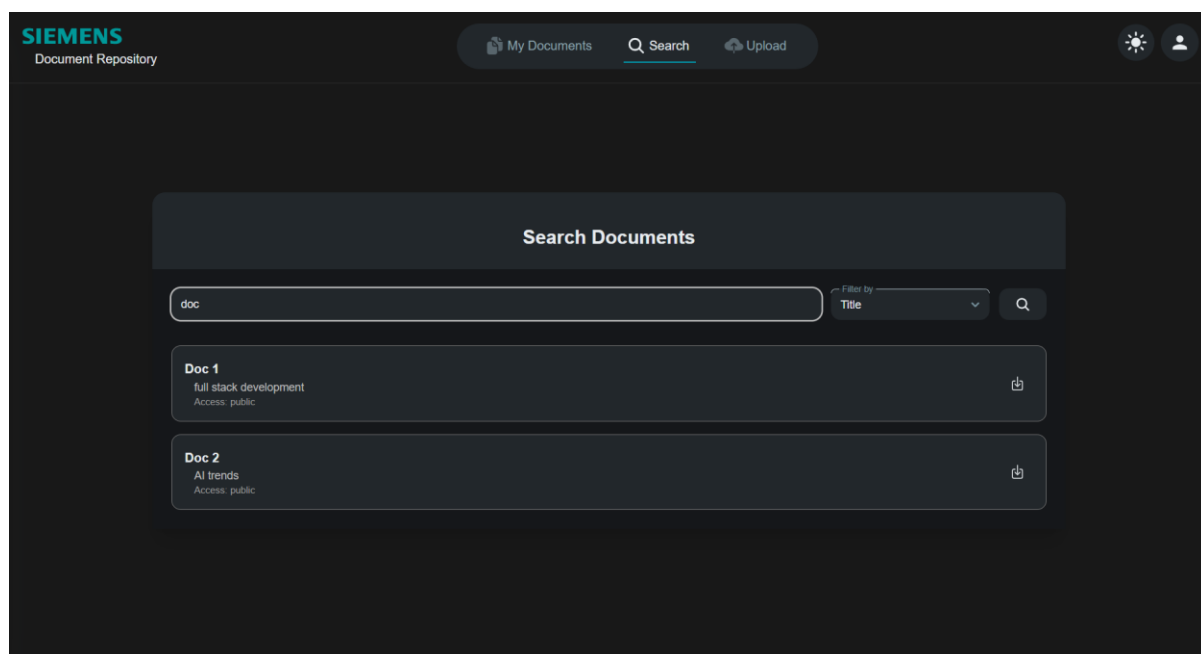 SIEMENS
Document Repository
My Documents
Search
Upload
Search Documents
doc
Filter by
Title
Doc 1
full stack development
Access: public
Doc 2
AI trends
Access: public